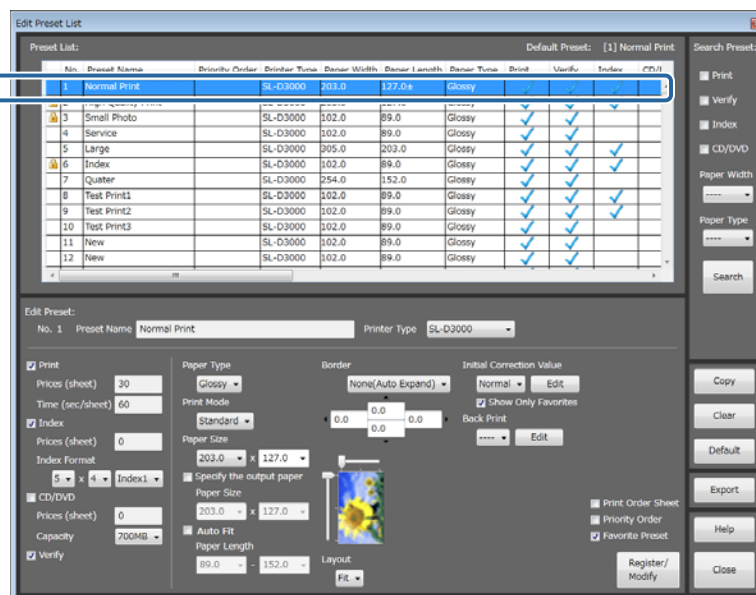 Edit Preset List
Preset List: Default Preset: [1] Normal Print
No. Preset Name Priority Order Printer Type Paper Width Paper Length Paper Type Print Verify Index
1 Normal Print SL-D3000 203.0 127.0± Glossy
3 Small Photo SL-D3000 102.0 89.0 Glossy
4 Service SL-D3000 102.0 89.0 Glossy
5 Large SL-D3000 305.0 203.0 Glossy
6 Index SL-D3000 102.0 89.0 Glossy
7 Quater SL-D3000 254.0 152.0 Glossy
8 Test Print1 SL-D3000 102.0 89.0 Glossy
9 Test Print2 SL-D3000 102.0 89.0 Glossy
10 Test Print3 SL-D3000 102.0 89.0 Glossy
11 New SL-D3000 102.0 89.0 Glossy
12 New SL-D3000 102.0 89.0 Glossy
Search Preset:
Print
Verify
Index
CD/DVD
Paper Width
----
Paper Type
----
Search
Edit Preset:
No. 1 Preset Name Normal Print Printer Type SL-D3000
Print
Prices (sheet) 30
Time (sec/sheet) 60
Index
Prices (sheet) 0
Index Format
5 x 4 Index1
CD/DVD
Prices (sheet) 0
Capacity 700MB
Verify
Paper Type
Glossy
Print Mode
Standard
Paper Size
203.0 x 127.0
Specify the output paper
Paper Size
203.0 x 127.0
Auto Fit
Paper Length
89.0 - 152.0
Border
None(Auto Expand)
0.0
0.0 0.0
0.0
Layout
Fit
Initial Correction Value
Normal Edit
Show Only Favorites
Back Print
---- Edit
Print Order Sheet
Priority Order
Favorite Preset
Register/
Modify
Copy
Clear
Default
Export
Help
Close